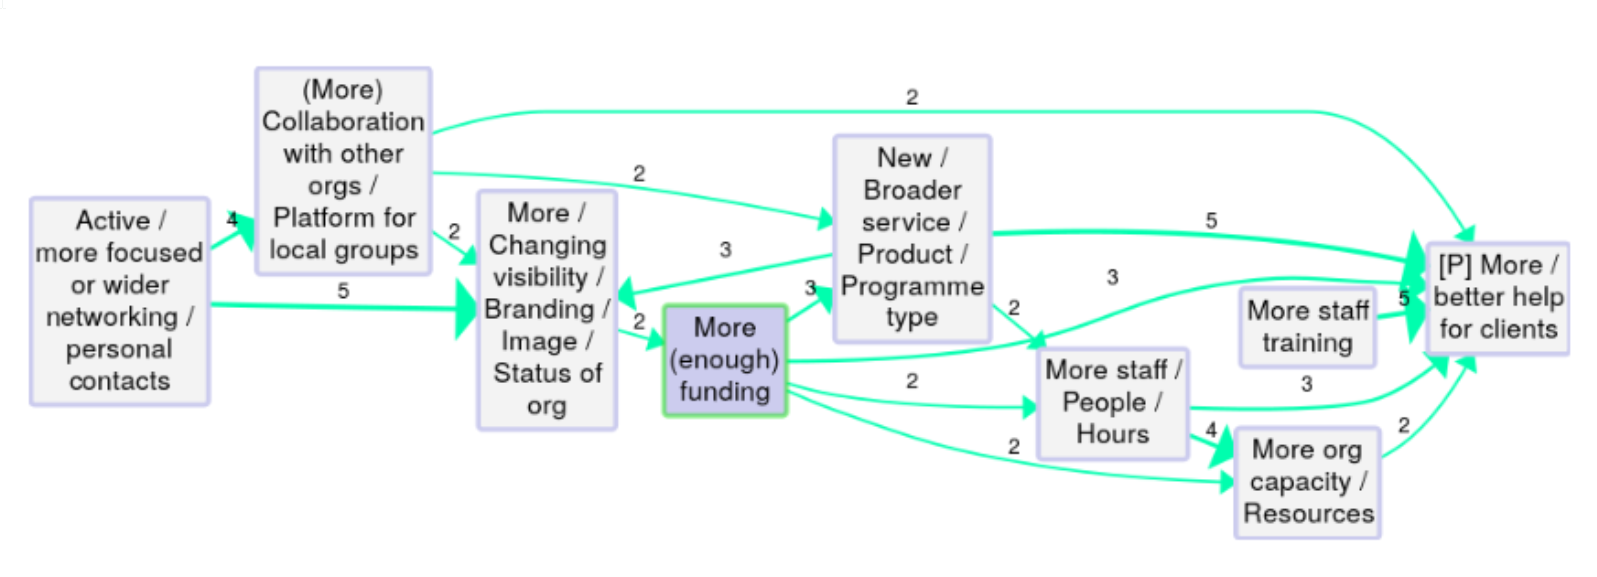 (More)
Collaboration
with other
orgs /
Platform for
local groups
Active /
more focused
or wider
networking /
personal
contacts
More /
Changing
visibility /
Branding /
Image /
Status of
org
More
(enough)
funding
New /
Broader
service /
Product /
Programme
type
More staff /
People /
Hours
More org
capacity /
Resources
More staff
training
[P] More /
better help
for clients
2
2
4
2
5
3
3
2
5
3
2
5
2
3
4
2
2